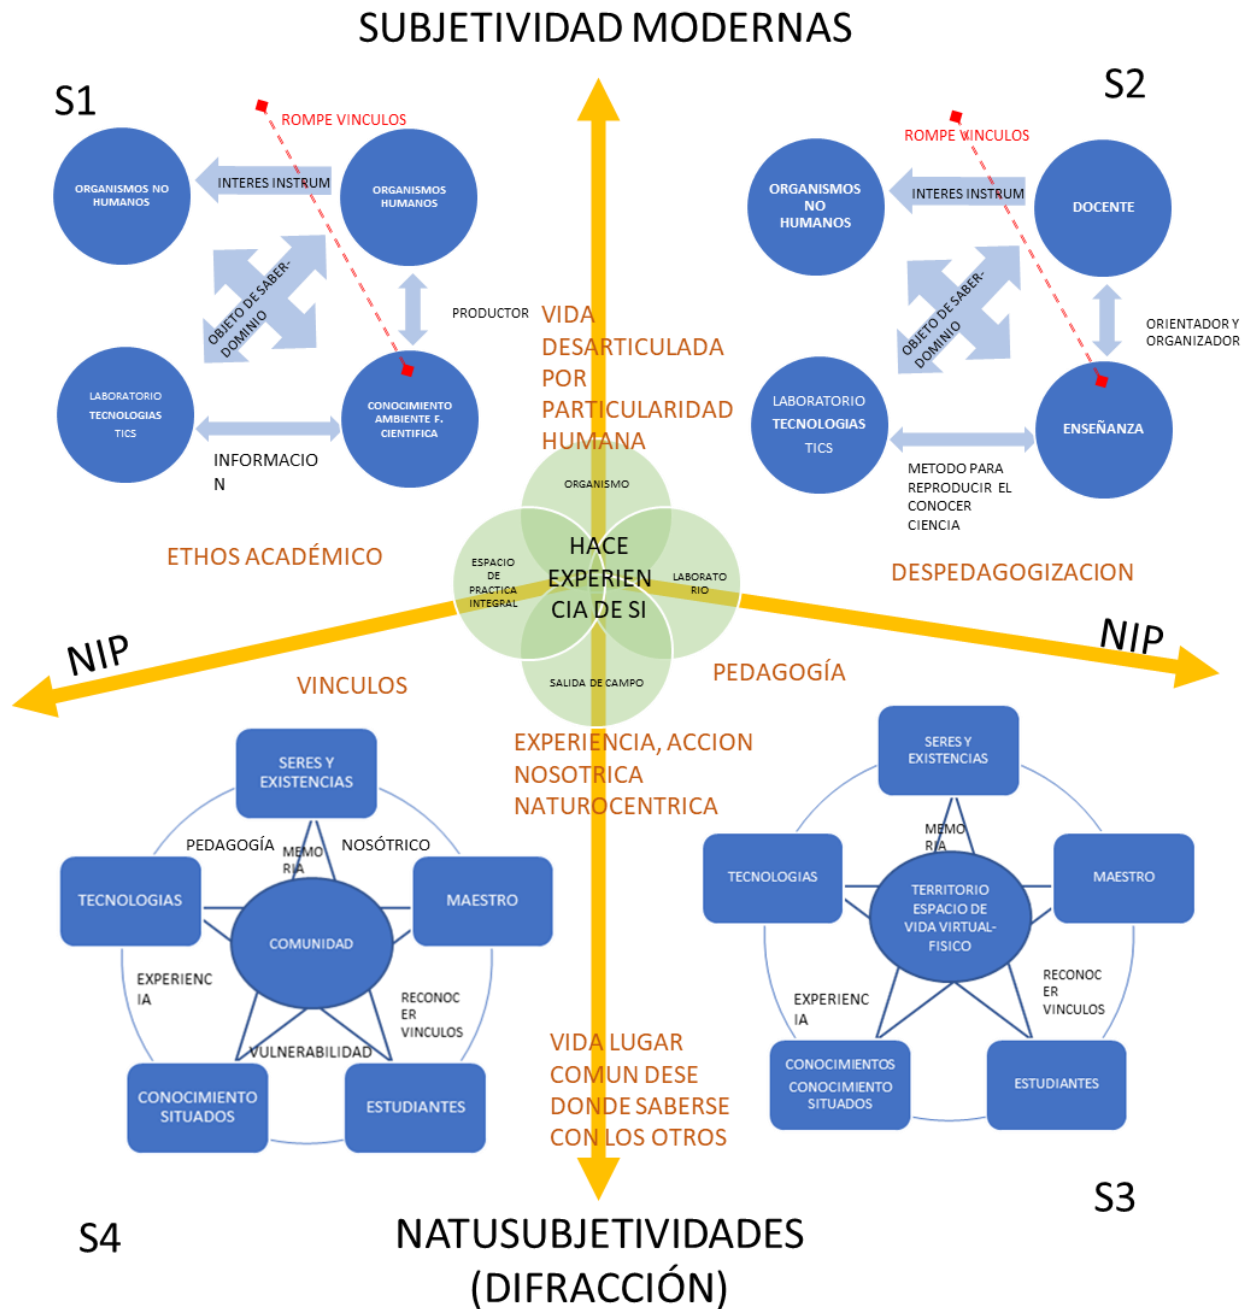 SUBJETIVIDAD MODERNAS
S1
ROMPE VINCULOS
ORGANISMOS NO
HUMANOS
INTERES INSTRUM
ORGANISMOS
HUMANOS
OBJETO DE SABER-
DOMINIO
PRODUCTOR
LABORATORIO
TECNOLOGIAS
TICS
CONOCIMIENTO
AMBIENTE F.
CIENTIFICA
INFORMACIO
N
S2
ROMPE VINCULOS
ORGANISMOS
NO
HUMANOS
INTERES INSTRUM
DOCENTE
OBJETO DE SABER-
DOMINIO
ORIENTADOR Y
ORGANIZADOR
LABORATORIO
TECNOLOGIAS
TICS
ENSEÑANZA
METODO PARA
REPRODUCIR EL
CONOCER
CIENCIA
VIDA
DESARTICULADA
POR
PARTICULARIDAD
HUMANA
ETHOS ACADÉMICO
DESPEDAGOGIZACION
ORGANISMO
ESPACIO
DE
PRACTICA
INTEGRAL
HACE
EXPERIEN
CIA DE SI
LABORATO
RIO
SALIDA DE CAMPO
NIP
NIP
VINCULOS
PEDAGOGÍA
EXPERIENCIA, ACCION
NOSOTRICA
NATUROCENTRICA
SERES Y
EXISTENCIAS
PEDAGOGÍA
MEMO
RIA
NOSÓTRICO
TECNOLOGIAS
MAESTRO
COMUNIDAD
EXPERIENC
IA
RECONOC
ER
VINCULOS
VULNERABILIDAD
CONOCIMIENTO
SITUADOS
ESTUDIANTES
S4
SERES Y
EXISTENCIAS
MEMO
RIA
TECNOLOGIAS
MAESTRO
TERRITORIO
ESPACIO DE
VIDA VIRTUAL-
FISICO
EXPERIENC
IA
RECONOC
ER
VINCULOS
CONOCIMIENTOS
CONOCIMIENTO
SITUADOS
ESTUDIANTES
S3
VIDA LUGAR
COMUN DESE
DONDE SABERSE
CON LOS OTROS
NATUSUBJETIVIDADES
(DIFRACCIÓN)